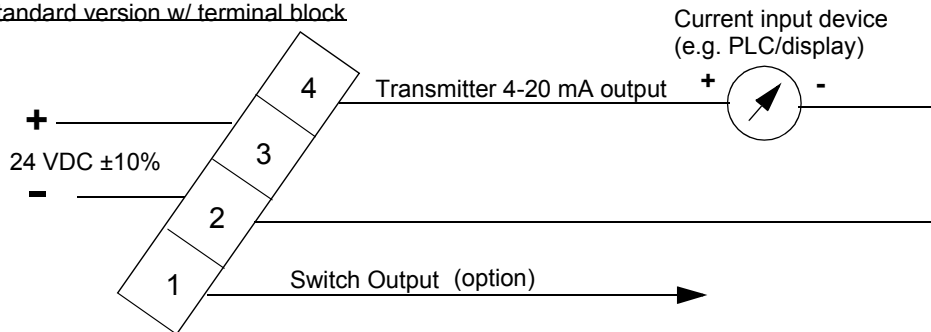 tandard version w/ terminal block
Current input device
(e.g. PLC/display)
4
Transmitter 4-20 mA output
+
-
+
3
24 VDC ±10%
-
2
1
Switch Output (option)